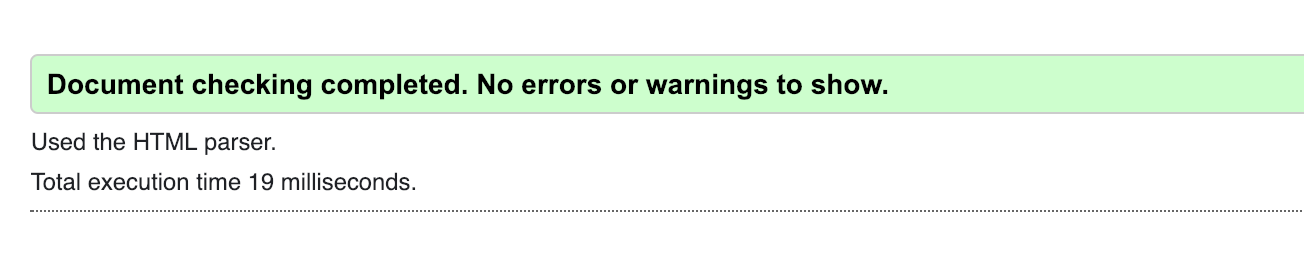 Document checking completed. No errors or warnings to show.
Used the HTML parser.
Total execution time 19 milliseconds.